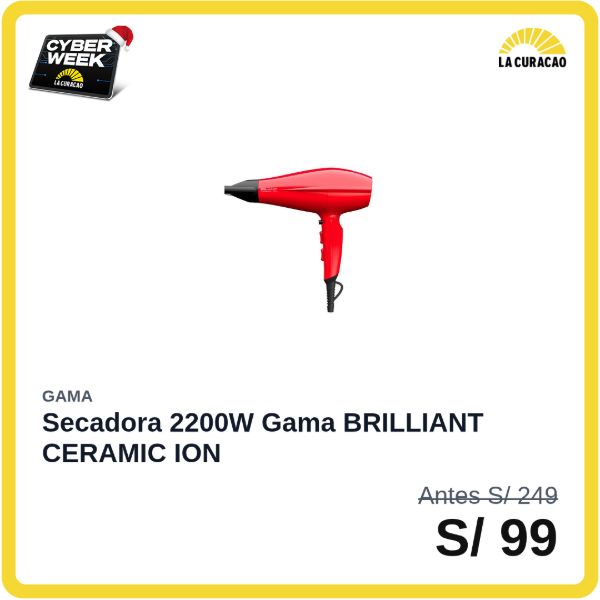 CYBER
WEEK
LA CURACAO
LA CURACAO
GAMA
Secadora 2200W Gama BRILLIANT
CERAMIC ION
Antes S/ 249
S/ 99